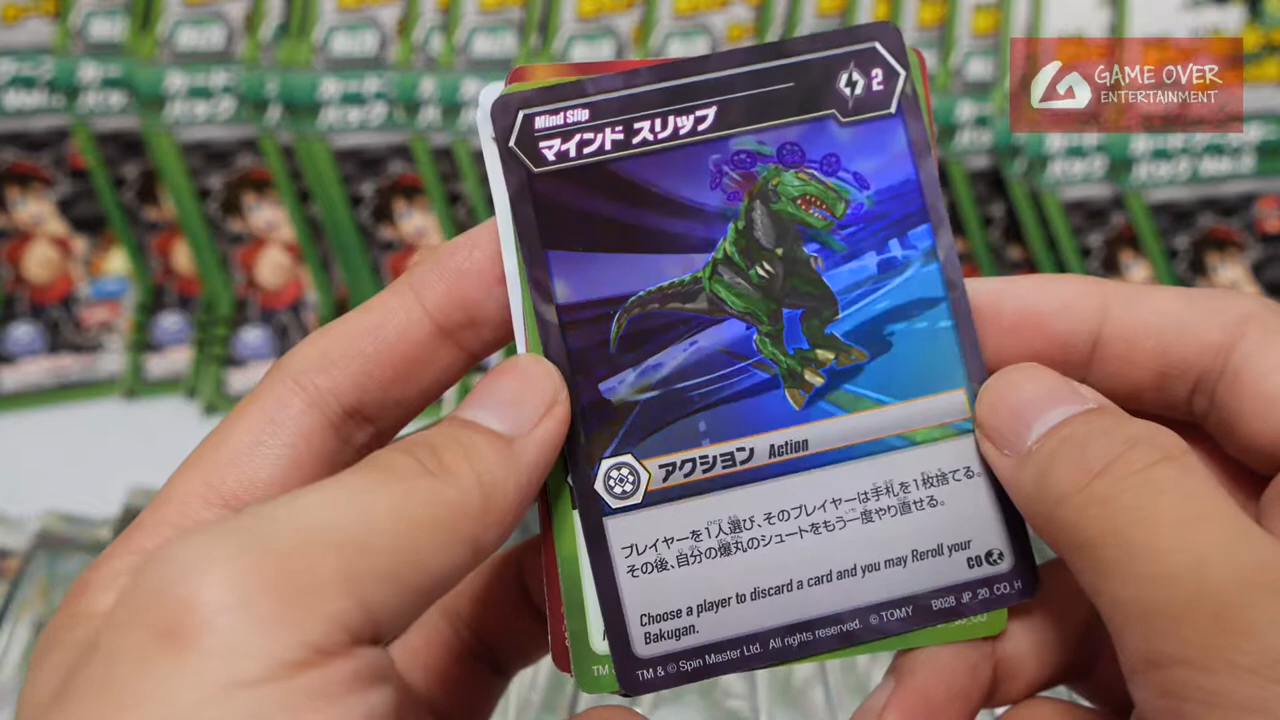 GAME OVER
ENTERTAINMENT
Mind Slip
マインド スリップ
2
アクション Action
プレイヤーを1人選び、そのプレイヤーは手札を1枚捨てる。
その後、自分の爆丸のシュートをもう一度やり直せる。
Choose a player to discard a card and you may Reroll your
Bakugan.
CO
TM & © Spin Master Ltd. All rights reserved. © TOMY B028 JP_20_CO_H
TM